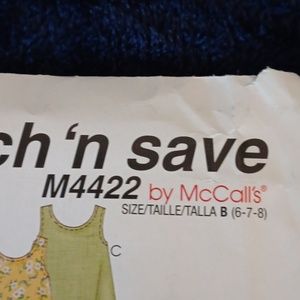 ch 'n save
M4422 by McCall's®
SIZE/TAILLE/TALLA B (6-7-8)
C